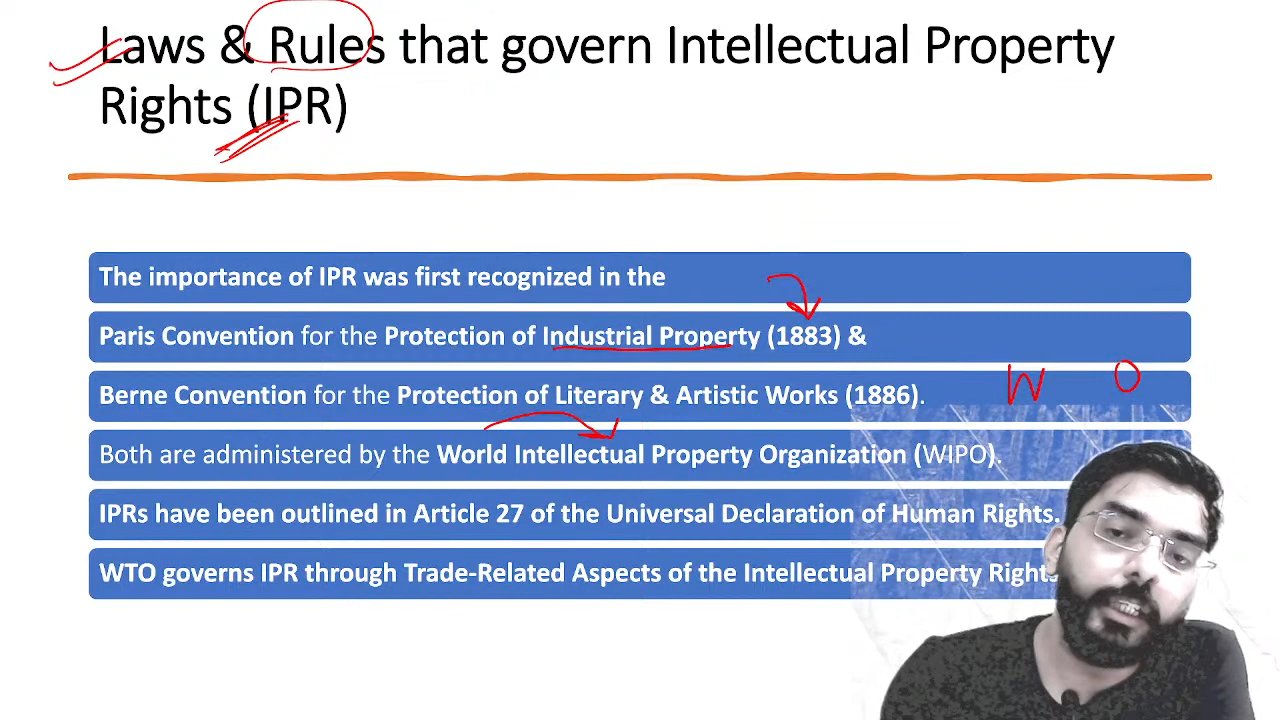 Laws & Rules that govern Intellectual Property
Rights (IPR)
The importance of IPR was first recognized in the
Paris Convention for the Protection of Industrial Property (1883) &
Berne Convention for the Protection of Literary & Artistic Works (1886).
W O
Both are administered by the World Intellectual Property Organization (WIPO).
IPRs have been outlined in Article 27 of the Universal Declaration of Human Rights.
WTO governs IPR through Trade-Related Aspects of the Intellectual Property Rights